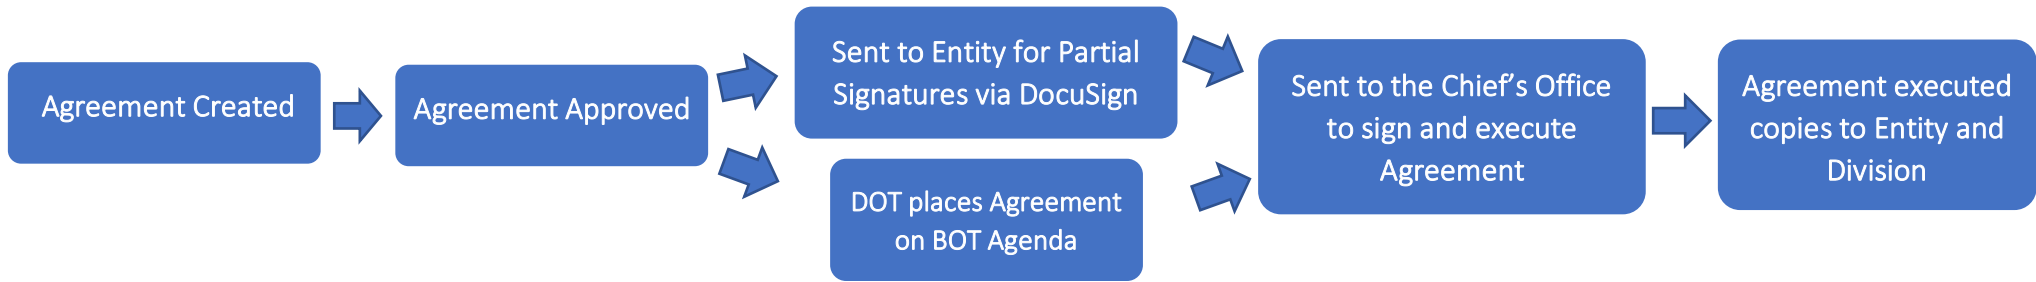 Agreement Created
Agreement Approved
Sent to Entity for Partial
Signatures via DocuSign
DOT places Agreement
on BOT Agenda
Sent to the Chief’s Office
to sign and execute
Agreement
Agreement executed
copies to Entity and
Division